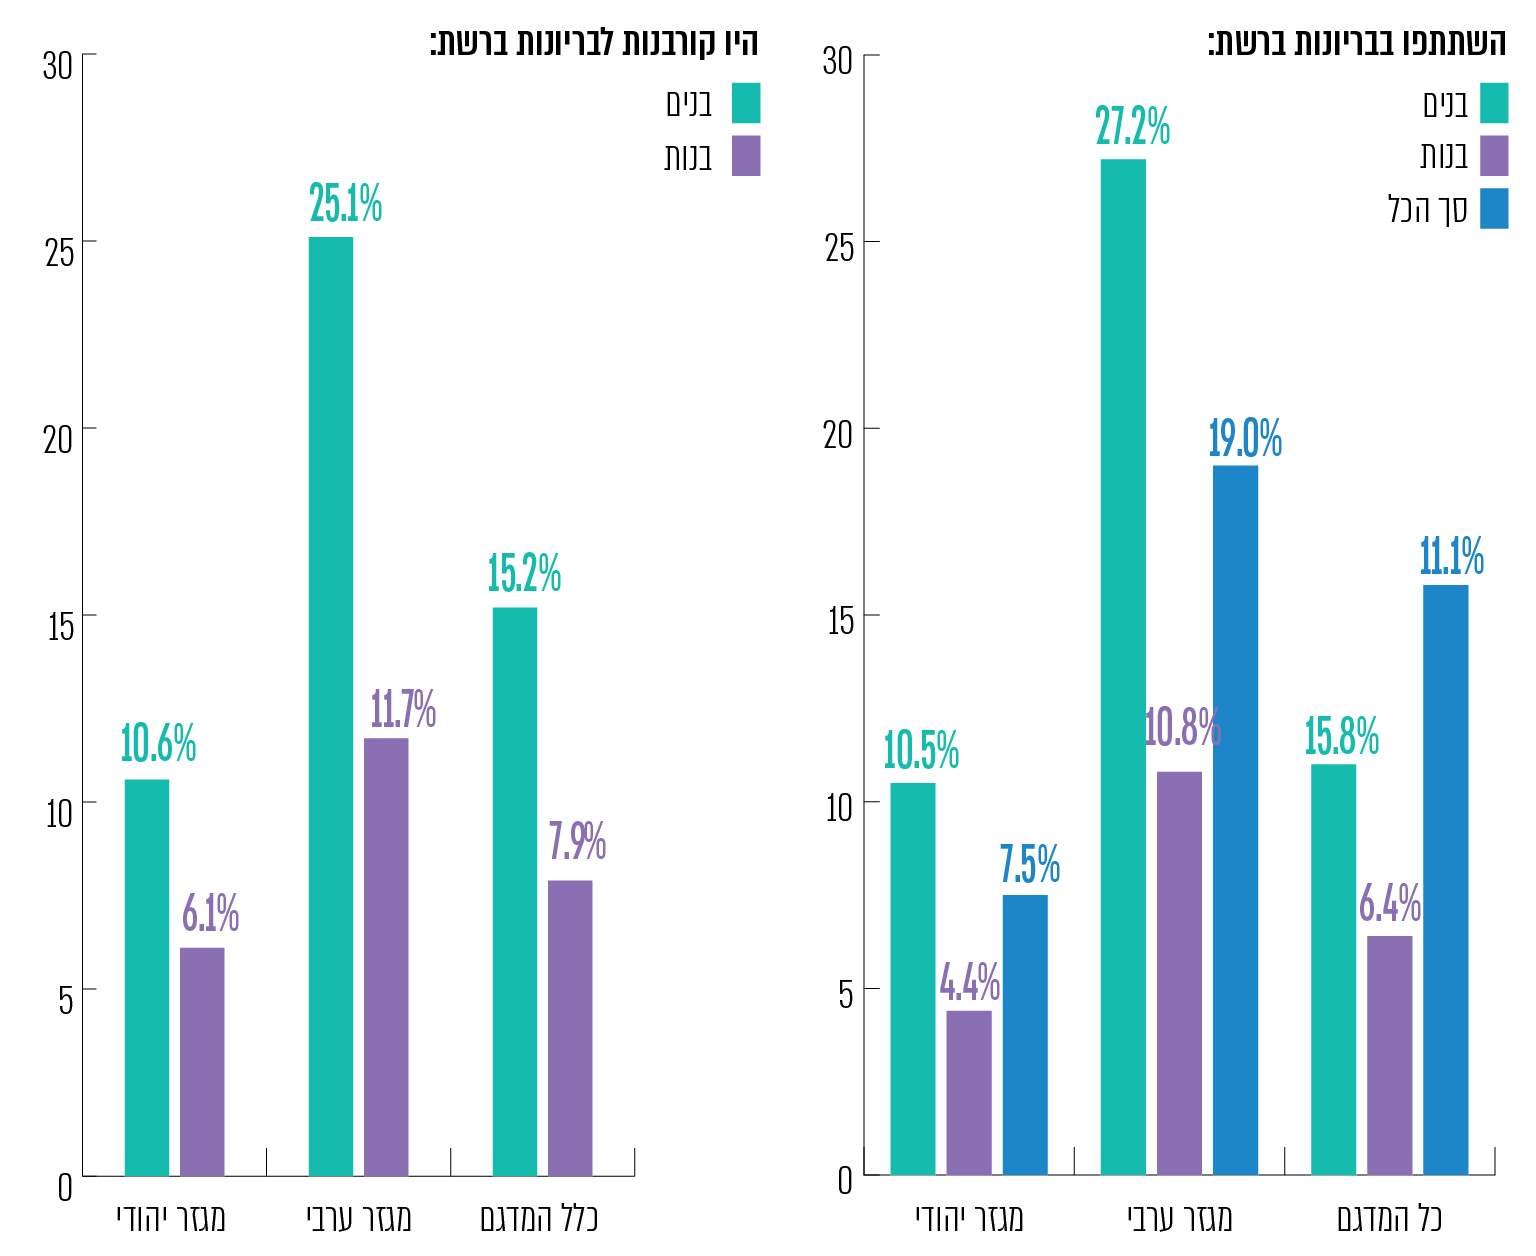 השתתפו בבריונות ברשת:
בנים
בנות
סך הכל
30
25
20
15
10
5
0
10.5%
4.4%
7.5%
27.2%
10.8%
19.0%
15.8%
6.4%
11.1%
מגזר יהודי
מגזר ערבי
כל המדגם
היו קורבנות לבריונות ברשת:
בנים
בנות
30
25
20
15
10
5
0
10.6%
6.1%
25.1%
11.7%
15.2%
7.9%
מגזר יהודי
מגזר ערבי
כלל המדגם